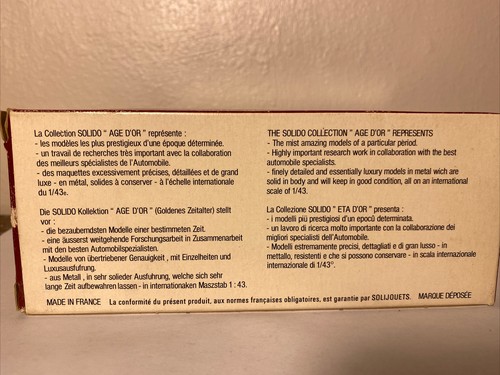 La Collection SOLIDO " AGE D'OR " représente :
- les modèles les plus prestigieux d'une époque déterminée.
- un travail de recherches très important avec la collaboration
des meilleurs spécialistes de l'Automobile.
- des maquettes excessivement précises, détaillées et de grand
luxe - en métal, solides à conserver - à l'échelle internationale
du 1/43e.
Die SOLIDO Kollektion " AGE D'OR " (Goldenes Zeitalter) stellt
vor :
- die bezauberndsten Modelle einer bestimmten Zeit.
- eine äusserst weitgehende Forschungsarbeit in Zusammenarbeit
mit den besten Automobilspezialisten.
- Modelle von übertriebener Genauigkeit , mit Einzelheiten und
Luxusausfugung.
- aus Metall , in sehr solieder Ausfuhrung, welche sich sehr
lange Zeit aufbewahren lassen - in internationaken Maszstab 1 : 43.
THE SOLIDO COLLECTION " AGE D'OR " REPRESENTS
- The mist amazing models of a particular period.
- Highly important research work in collaboration with the best
automobile specialists.
- finely detailed and essentially luxury models in metal wich are
solid in body and will keep in good condition, all on an international
scale of 1/43.
La Collezione SOLIDO " ETA D'OR " presenta :
- i modelli più prestigiosi d'un epocù determinata.
- un lavoro di ricerca molto importante con la collaborazione dei
migliori specialisti dell'Automobile.
- Modelli estremamente precisi, dettagliati e di gran lusso - in
mettallo, resistenti e che si possono conservare - in scala internazionale
internazionale di 1/43°.
MADE IN FRANCE La conformité du présent produit, aux normes françaises obligatoires, est garantie par SOLIJOUETS. MARQUE DÉPOSÉE